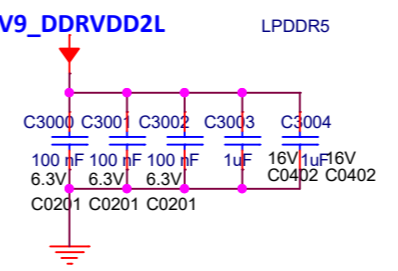 V9_DDRVDD2L LPDDR5
C3000 C3001 C3002 C3003 C3004
100 nF 100 nF 100 nF 1uF 1uF
6.3V 6.3V 6.3V 16V 16V
C0201 C0201 C0201 C0402 C0402